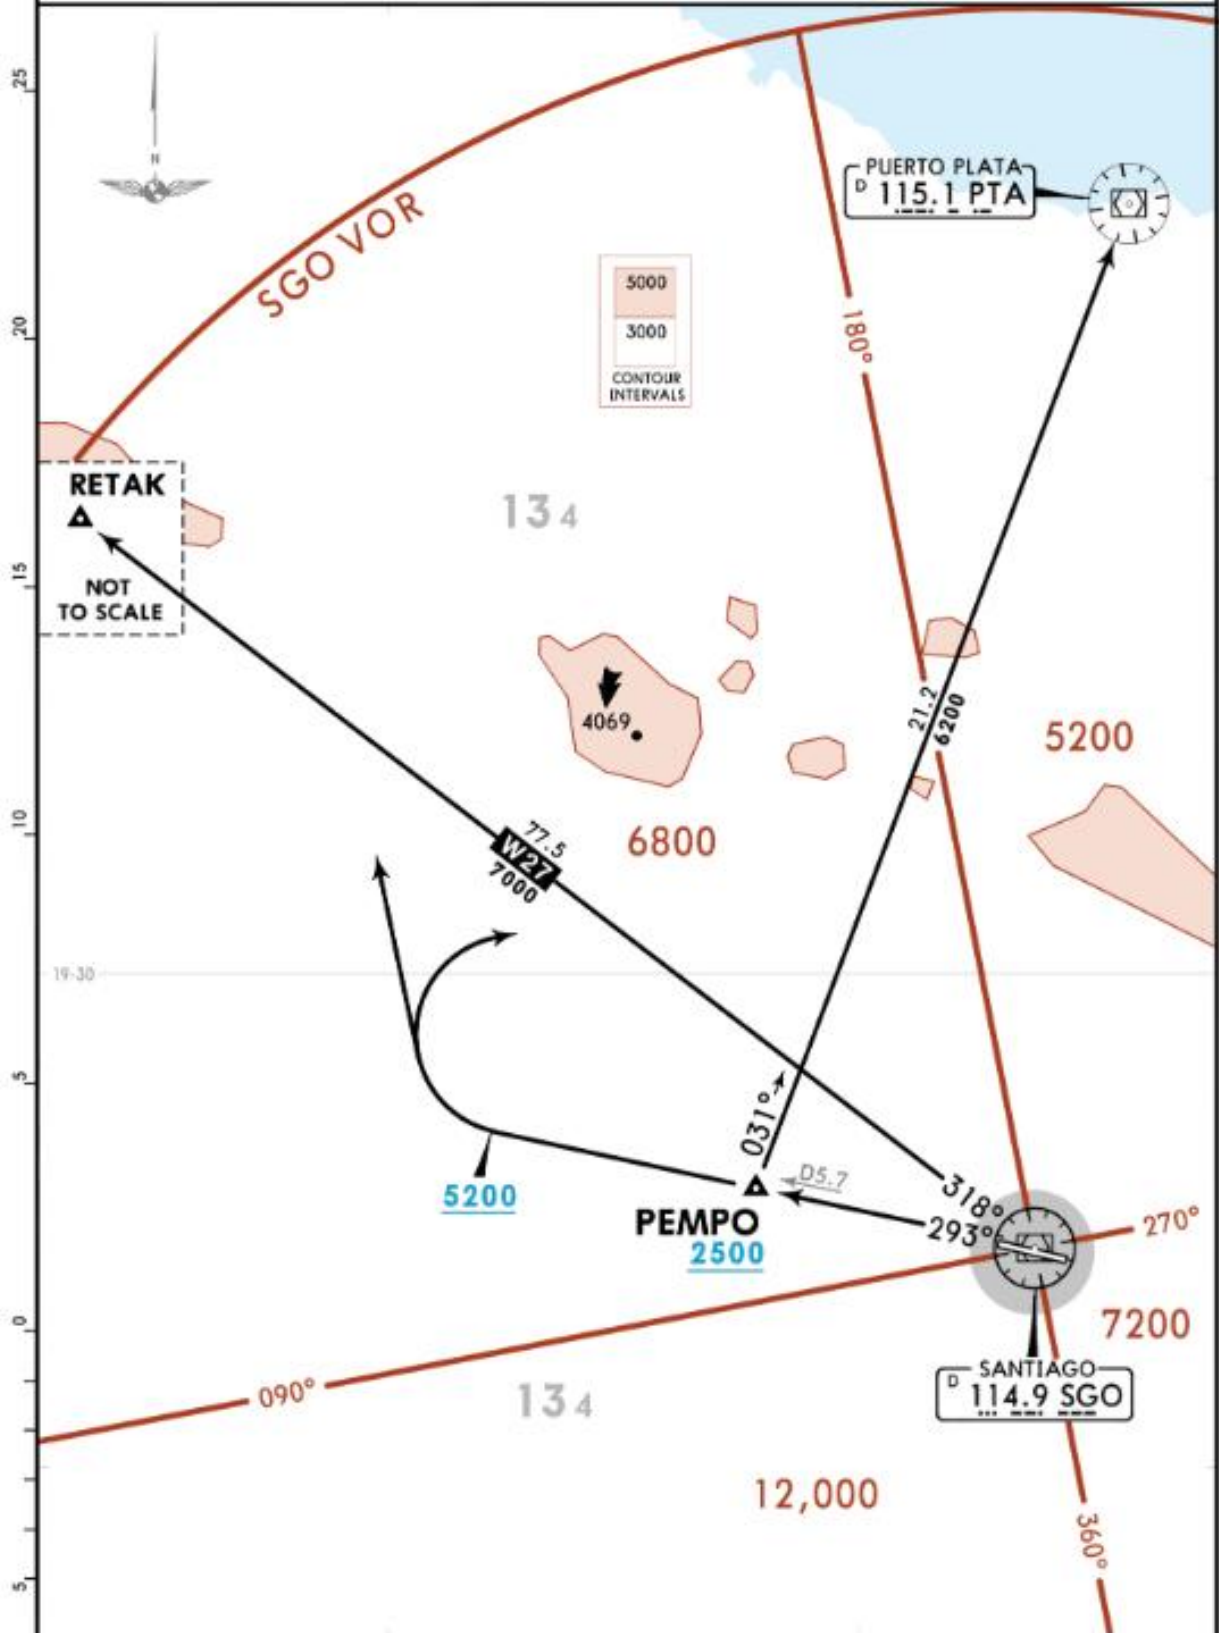 25
N
SGO VOR
PUERTO PLATA
D 115.1 PTA
5000
3000
CONTOUR
INTERVALS
180°
20
RETAK
NOT
TO SCALE
13 4
15
4069
21.2
6200
5200
6800
77.5
W27
7000
10
19-30
5
031°
D5.7
318°
293°
5200
PEMPO
2500
270°
0
7200
SANTIAGO
D 114.9 SGO
090°
13 4
12,000
360°
5